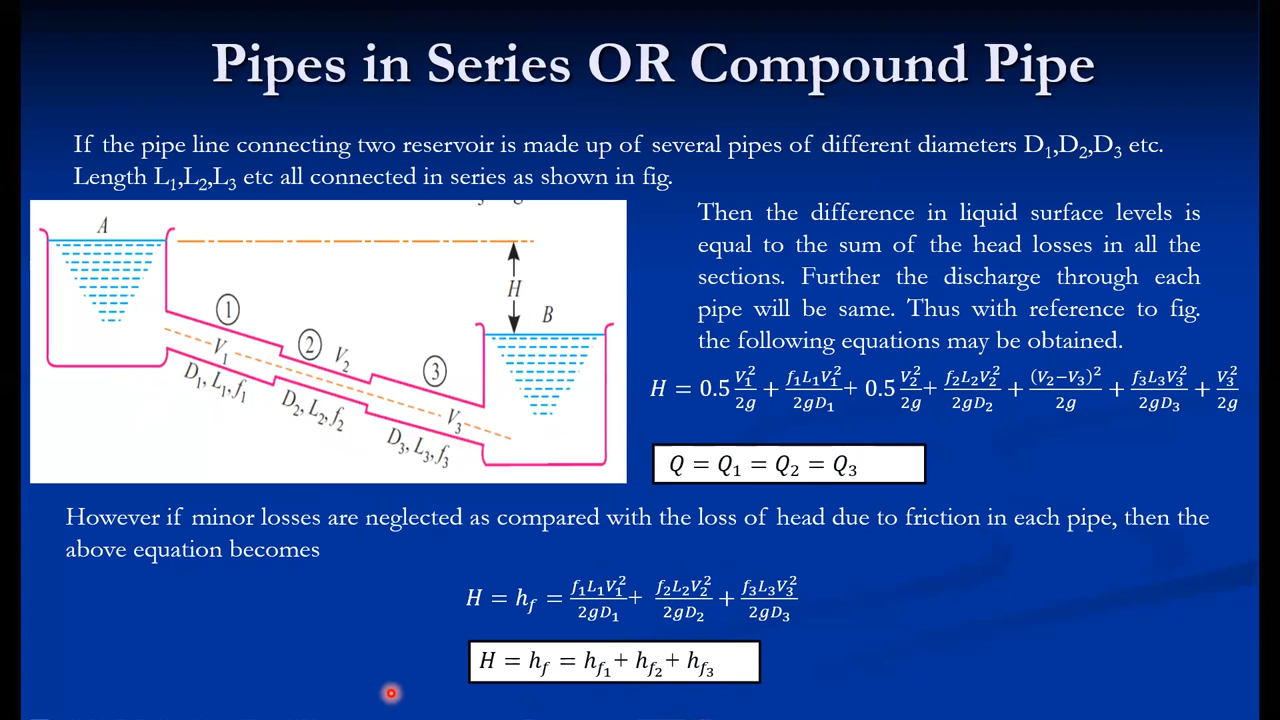 Pipes in Series OR Compound Pipe
If the pipe line connecting two reservoir is made up of several pipes of different diameters D₁,D₂,D₃ etc.
Length L₁,L₂,L₃ etc all connected in series as shown in fig.
A
H
B
①
②
③
V₁
V₂
V₃
D₁, L₁, f₁
D₂, L₂, f₂
D₃, L₃, f₃
Then the difference in liquid surface levels is
equal to the sum of the head losses in all the
sections. Further the discharge through each
pipe will be same. Thus with reference to fig.
the following equations may be obtained.
H = 0.5 V₁²/2g + f₁L₁V₁²/2gD₁ + 0.5 V₂²/2g + f₂L₂V₂²/2gD₂ + (V₂−V₃)²/2g + f₃L₃V₃²/2gD₃ + V₃²/2g
Q = Q₁ = Q₂ = Q₃
However if minor losses are neglected as compared with the loss of head due to friction in each pipe, then the
above equation becomes
H = h_f = f₁L₁V₁²/2gD₁ + f₂L₂V₂²/2gD₂ + f₃L₃V₃²/2gD₃
H = h_f = h_f₁ + h_f₂ + h_f₃